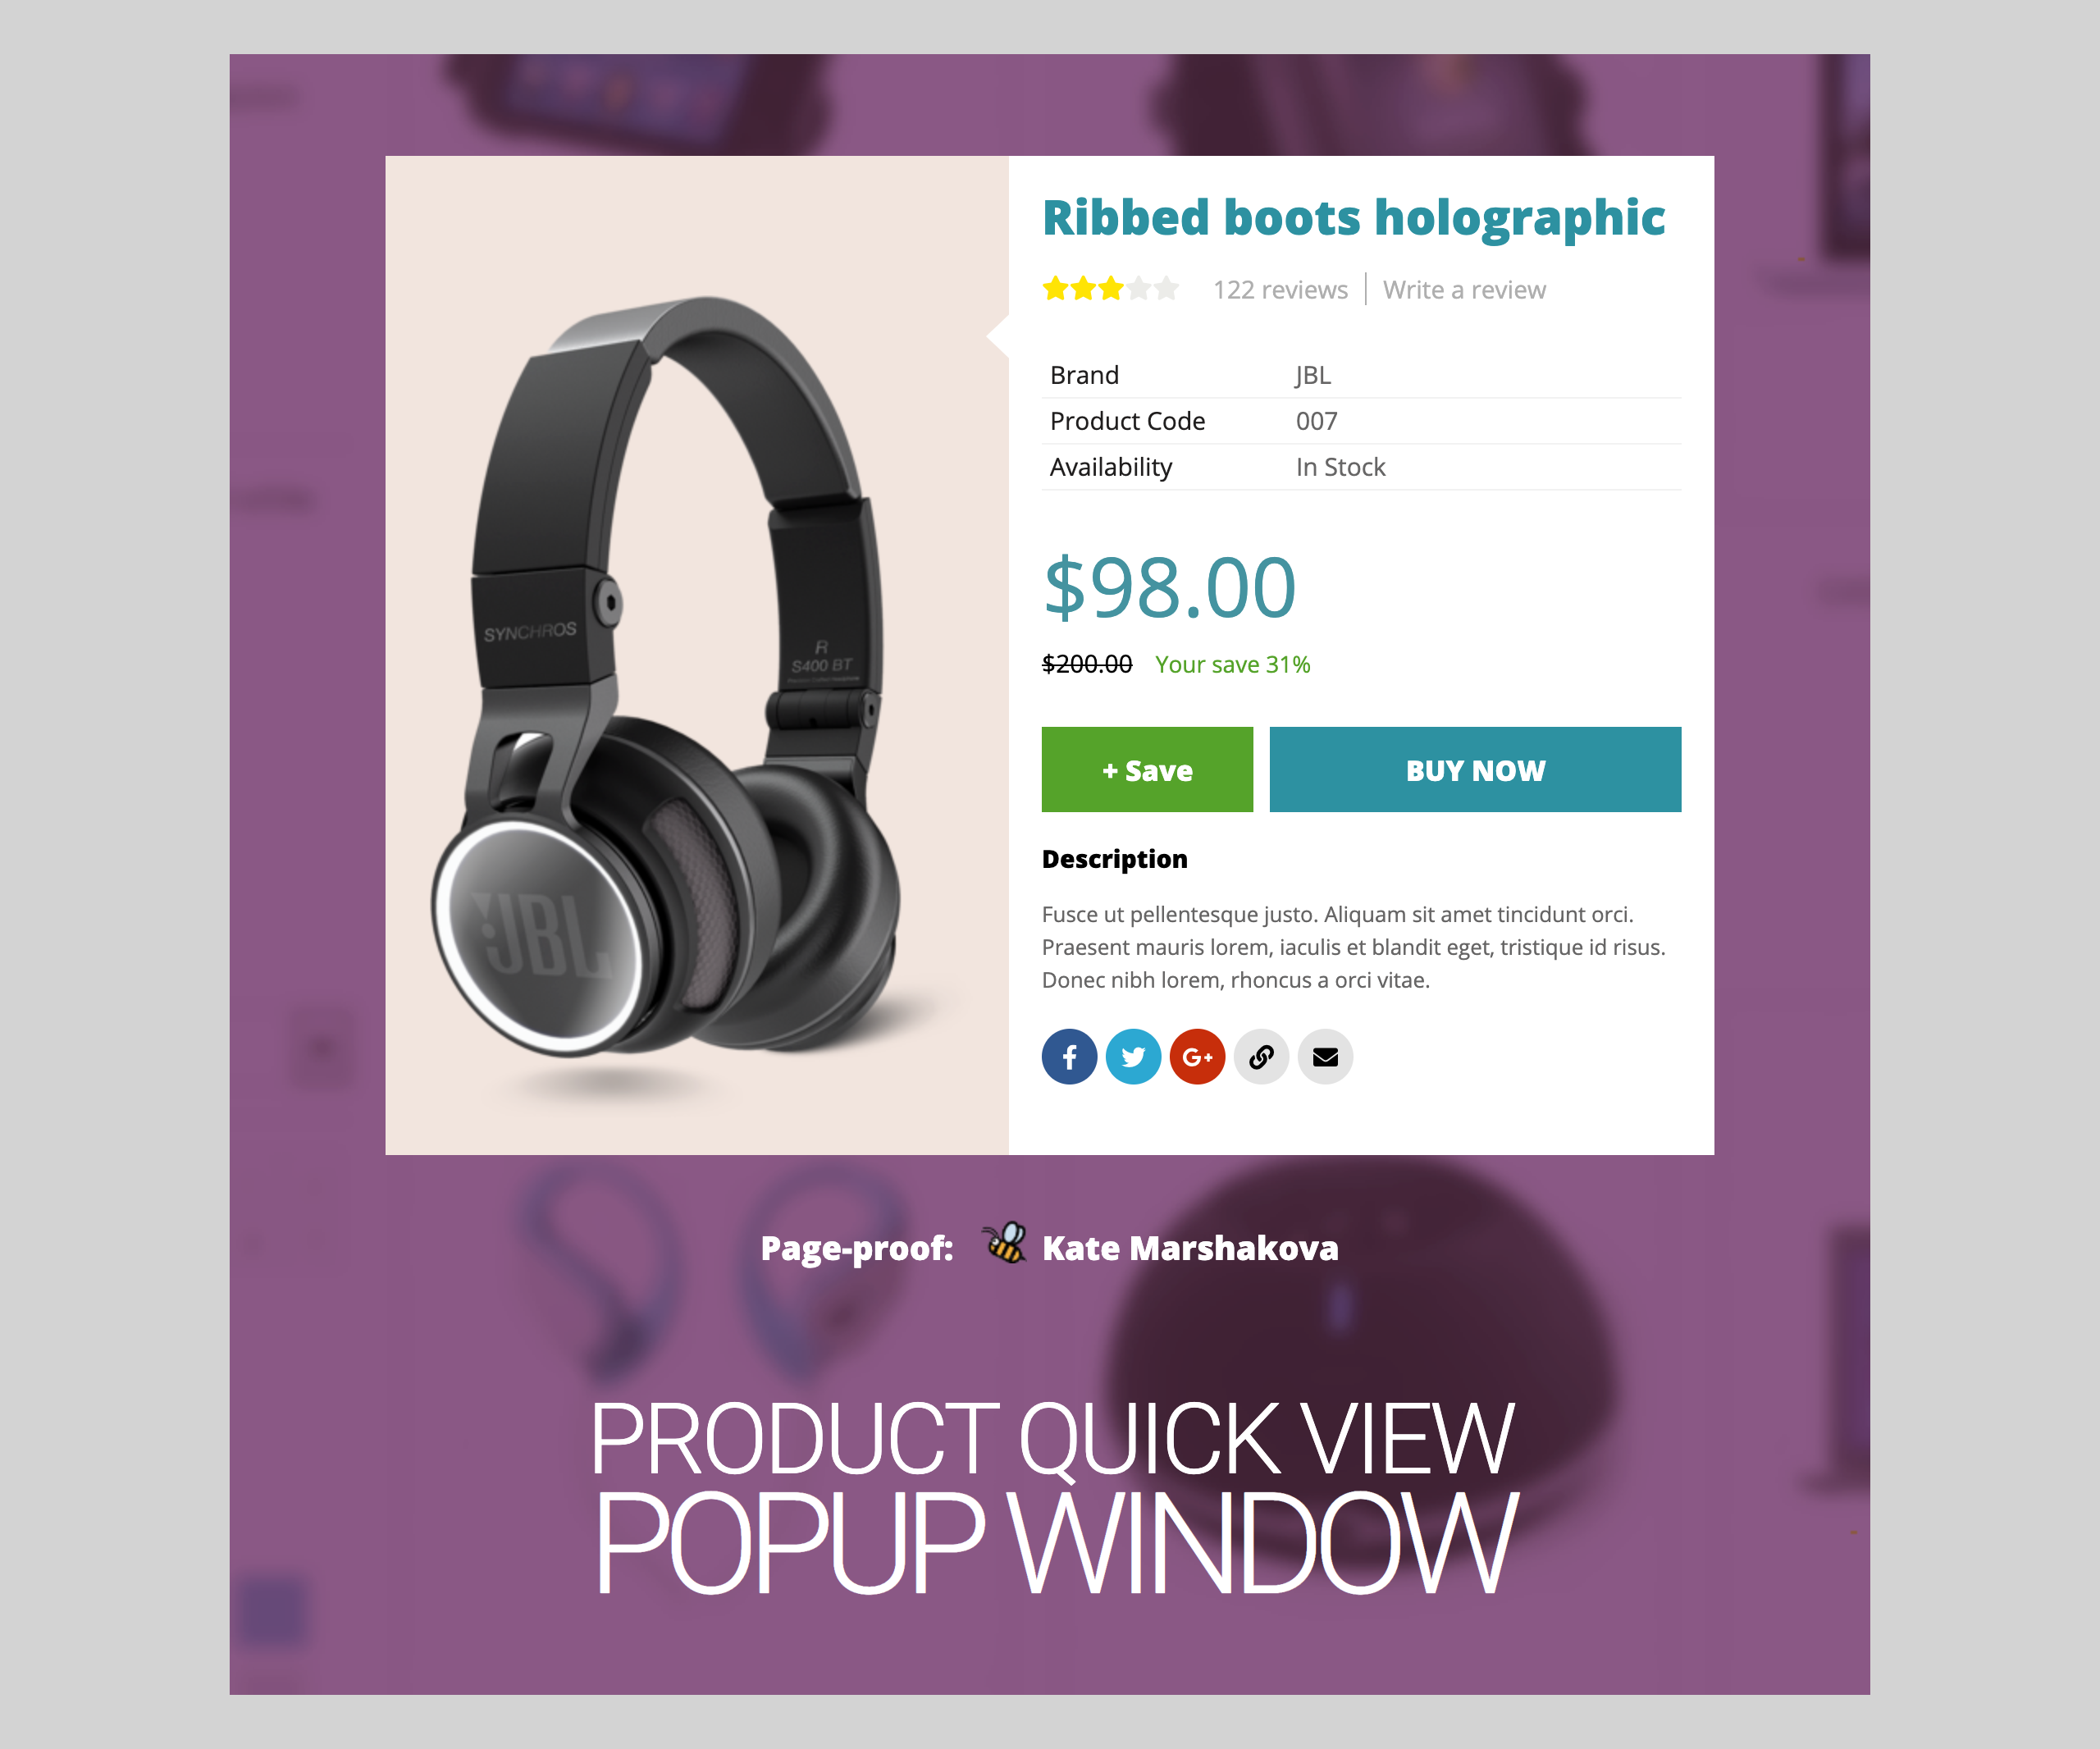 Ribbed boots holographic
122 reviews | Write a review
Brand JBL
Product Code 007
Availability In Stock
$98.00
$200.00 Your save 31%
+ Save BUY NOW
Description
Fusce ut pellentesque justo. Aliquam sit amet tincidunt orci.
Praesent mauris lorem, iaculis et blandit eget, tristique id risus.
Donec nibh lorem, rhoncus a orci vitae.
SYNCHROS
R
S400 BT
JBL
Page-proof: Kate Marshakova
PRODUCT QUICK VIEW
POPUP WINDOW